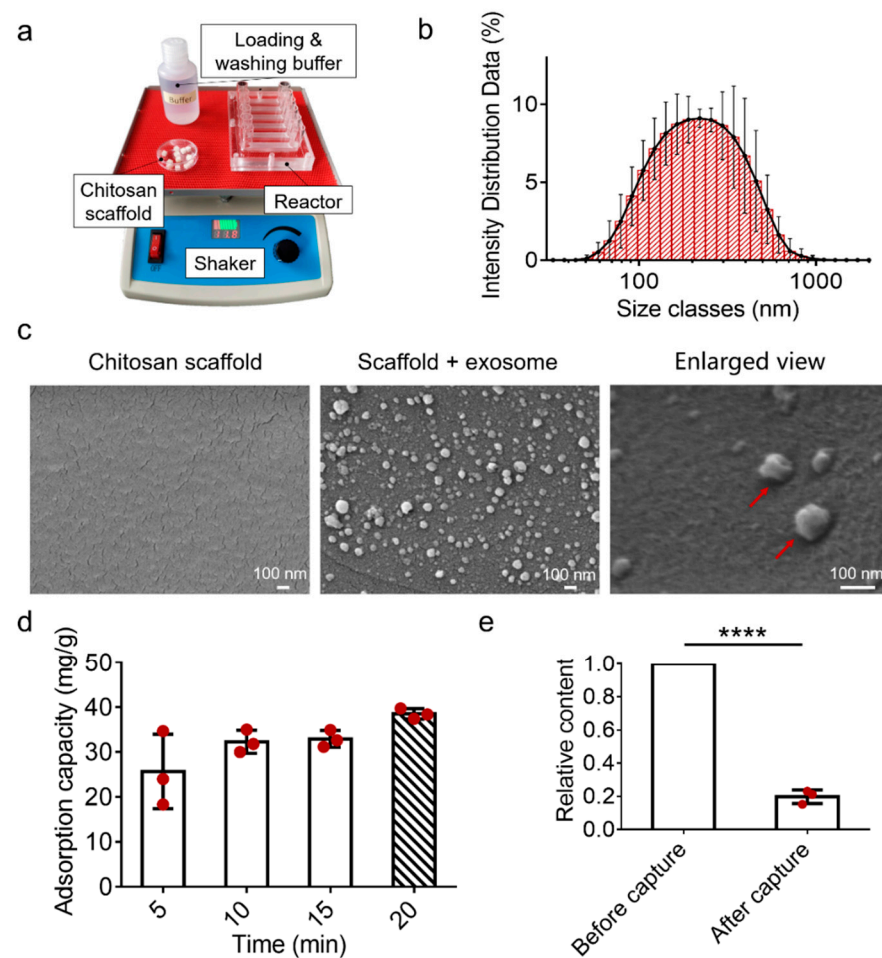 a
Loading &
washing buffer
Buffer
Chitosan
scaffold
Reactor
Shaker
OFF
b
Intensity Distribution Data (%)
10
5
0
100
1000
Size classes (nm)
c
Chitosan scaffold
Scaffold + exosome
Enlarged view
100 nm
100 nm
100 nm
d
Adsorption capacity (mg/g)
50
40
30
20
10
0
5
10
15
20
Time (min)
e
****
Relative content
1.0
0.8
0.6
0.4
0.2
0.0
Before capture
After capture